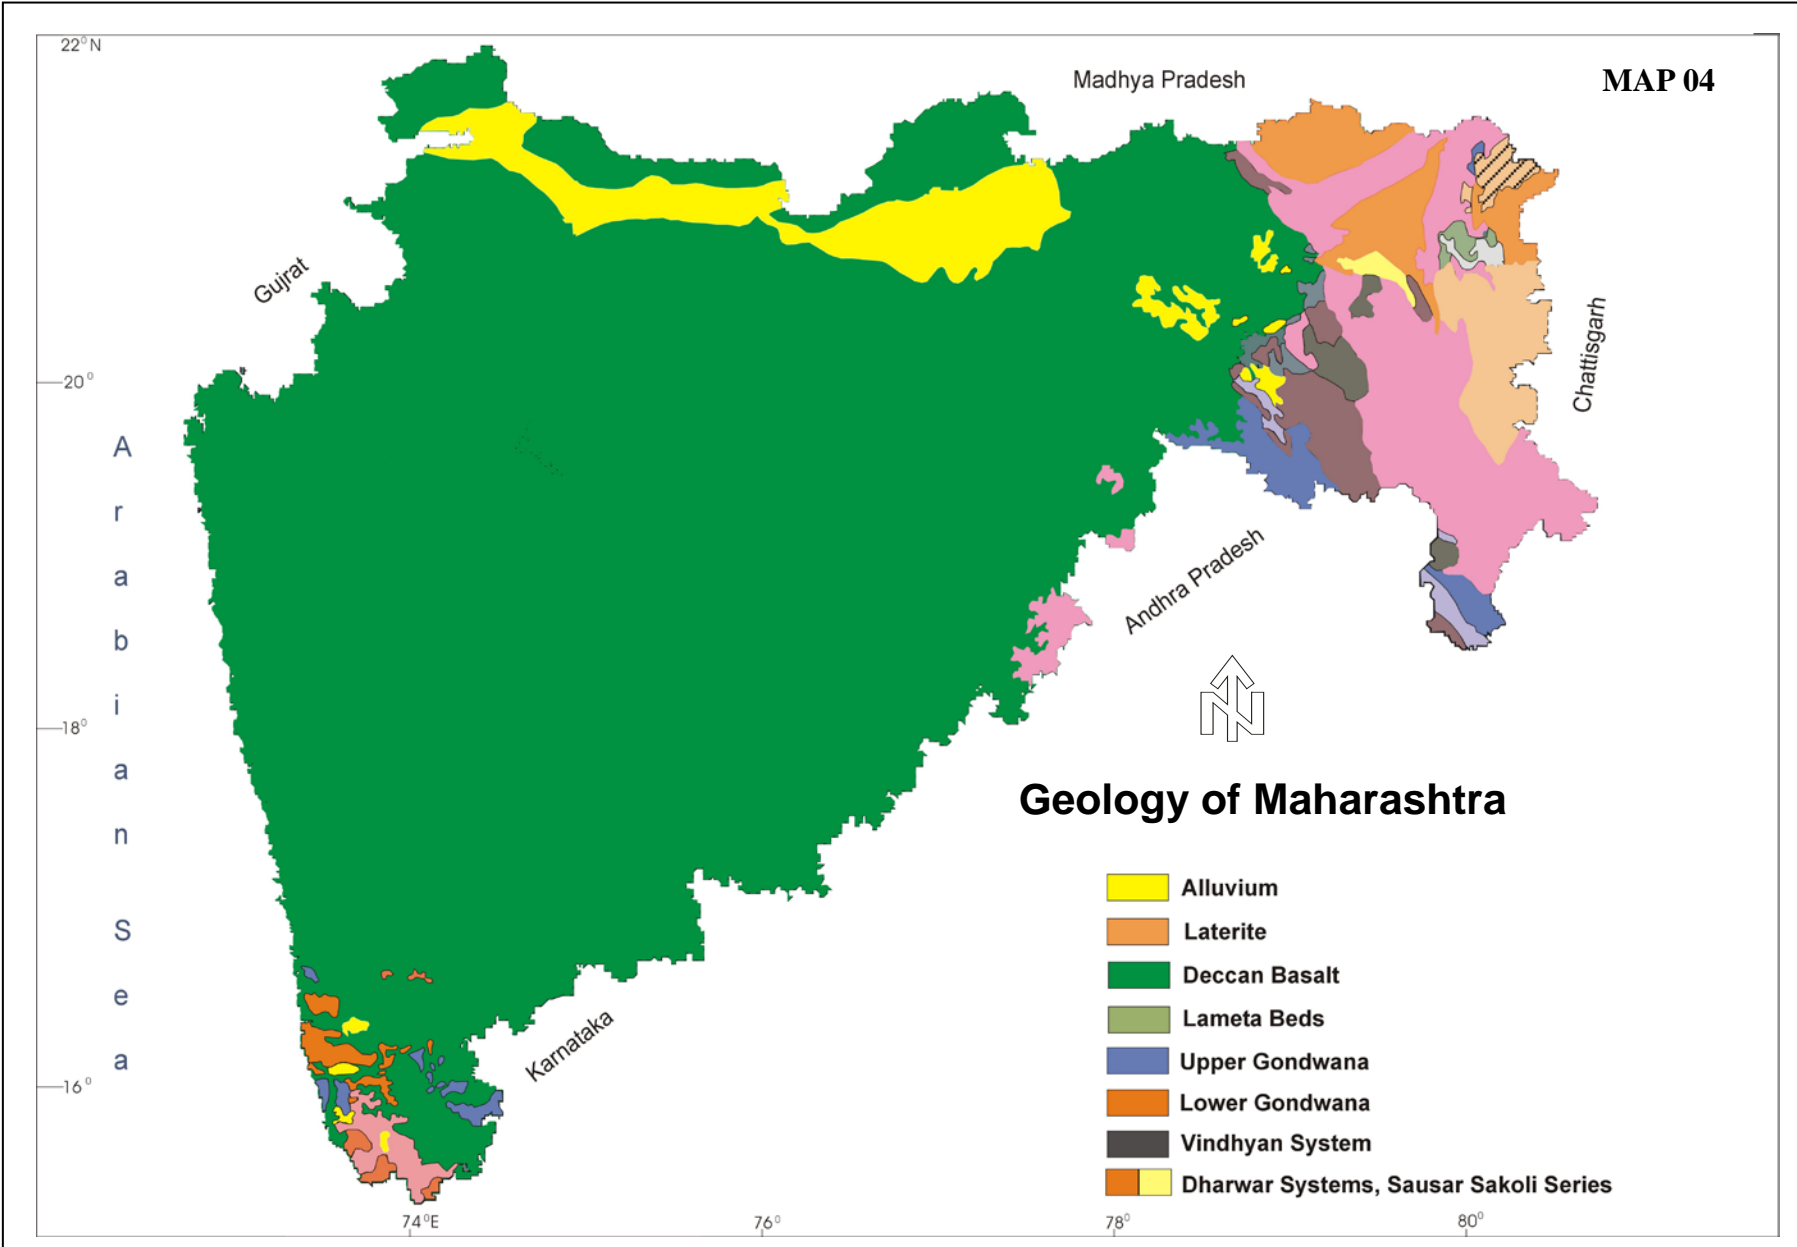 22°N
Madhya Pradesh
MAP 04
Gujrat
Chattisgarh
20°
A
r
a
b
i
a
n
S
e
a
Andhra Pradesh
18°
N
Geology of Maharashtra
Alluvium
Laterite
Deccan Basalt
Lameta Beds
Karnataka
Upper Gondwana
16°
Lower Gondwana
Vindhyan System
Dharwar Systems, Sausar Sakoli Series
74°E
76°
78°
80°